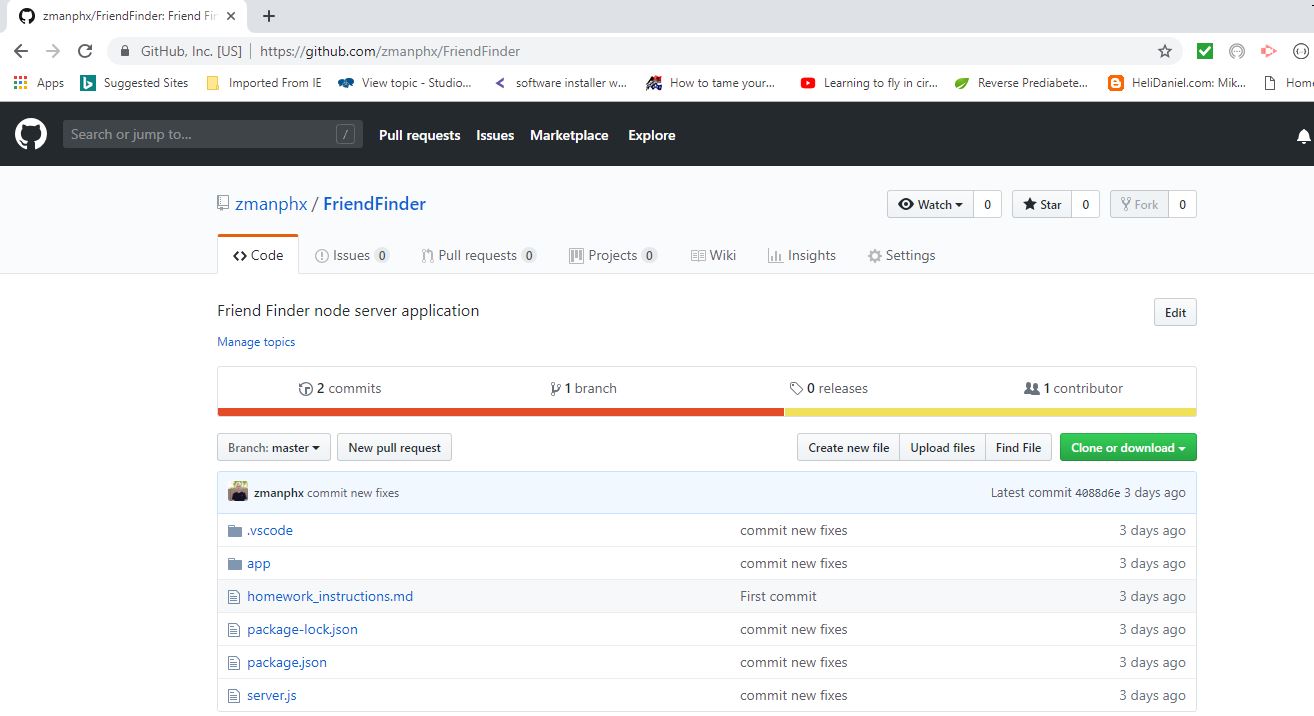 zmanphx/FriendFinder: Friend Fin
GitHub, Inc. [US] https://github.com/zmanphx/FriendFinder
Apps Suggested Sites Imported From IE View topic - Studio... software installer w... How to tame your... Learning to fly in cir... Reverse Prediabete... HeliDaniel.com: Mik... Home
Search or jump to... / Pull requests Issues Marketplace Explore
zmanphx / FriendFinder Watch 0 Star 0 Fork 0
Code Issues 0 Pull requests 0 Projects 0 Wiki Insights Settings
Friend Finder node server application Edit
Manage topics
2 commits 1 branch 0 releases 1 contributor
Branch: master New pull request Create new file Upload files Find File Clone or download
zmanphx commit new fixes Latest commit 4088d6e 3 days ago
.vscode commit new fixes 3 days ago
app commit new fixes 3 days ago
homework_instructions.md First commit 3 days ago
package-lock.json commit new fixes 3 days ago
package.json commit new fixes 3 days ago
server.js commit new fixes 3 days ago